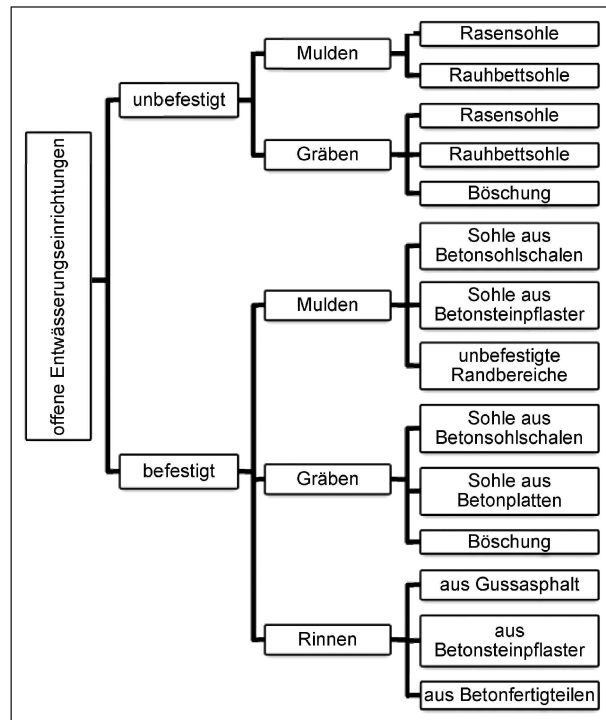 offene Entwässerungseinrichtungen
unbefestigt
Mulden
Rasensohle
Rauhbettsohle
Gräben
Rasensohle
Rauhbettsohle
Böschung
befestigt
Mulden
Sohle aus
Betonsohlschalen
Sohle aus
Betonsteinpflaster
unbefestigte
Randbereiche
Gräben
Sohle aus
Betonsohlschalen
Sohle aus
Betonplatten
Böschung
Rinnen
aus Gussasphalt
aus
Betonsteinpflaster
aus Betonfertigteilen